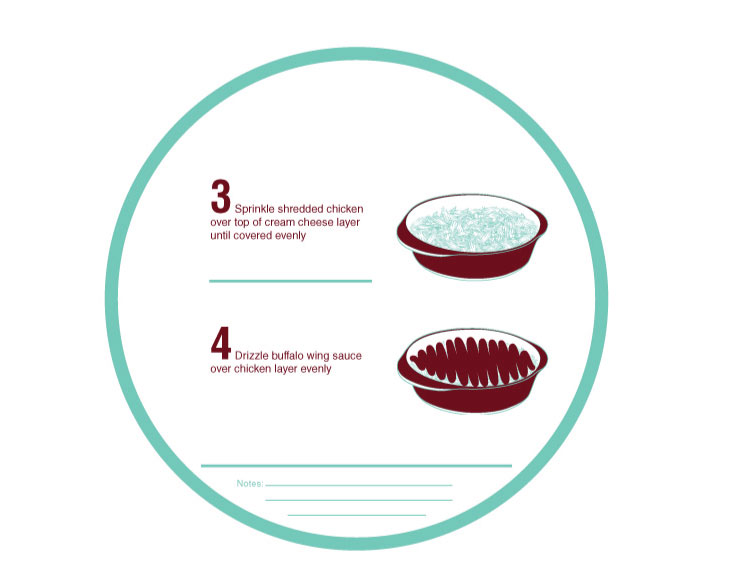 3 Sprinkle shredded chicken
over top of cream cheese layer
until covered evenly
4 Drizzle buffalo wing sauce
over chicken layer evenly
Notes: